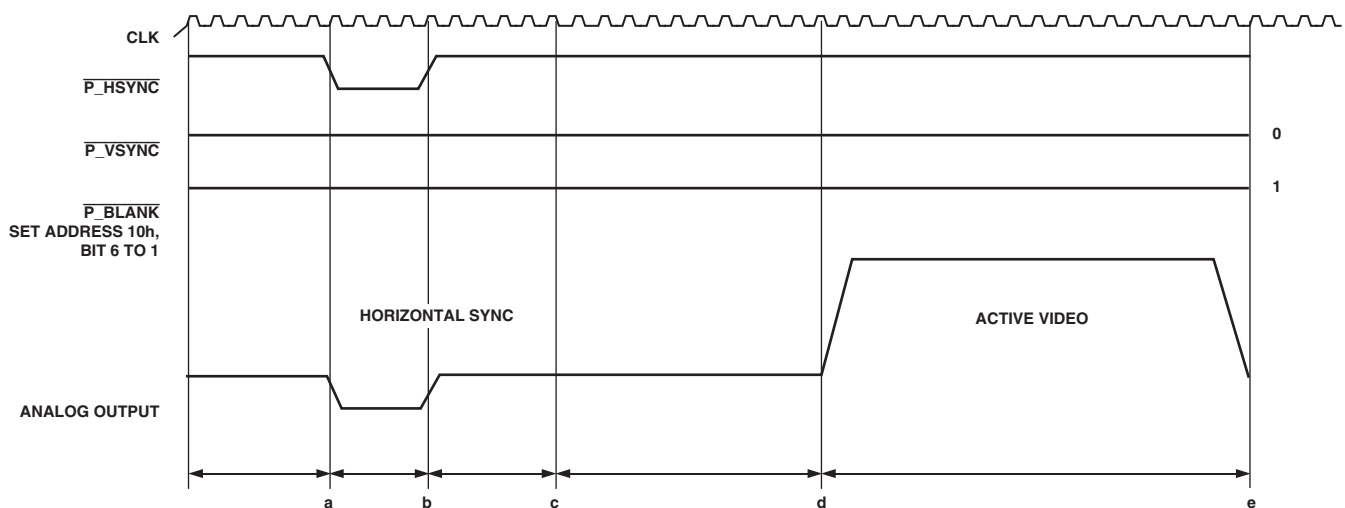 CLK
P_HSYNC
P_VSYNC
0
1
P_BLANK
SET ADDRESS 10h,
BIT 6 TO 1
HORIZONTAL SYNC
ACTIVE VIDEO
ANALOG OUTPUT
a b c d e